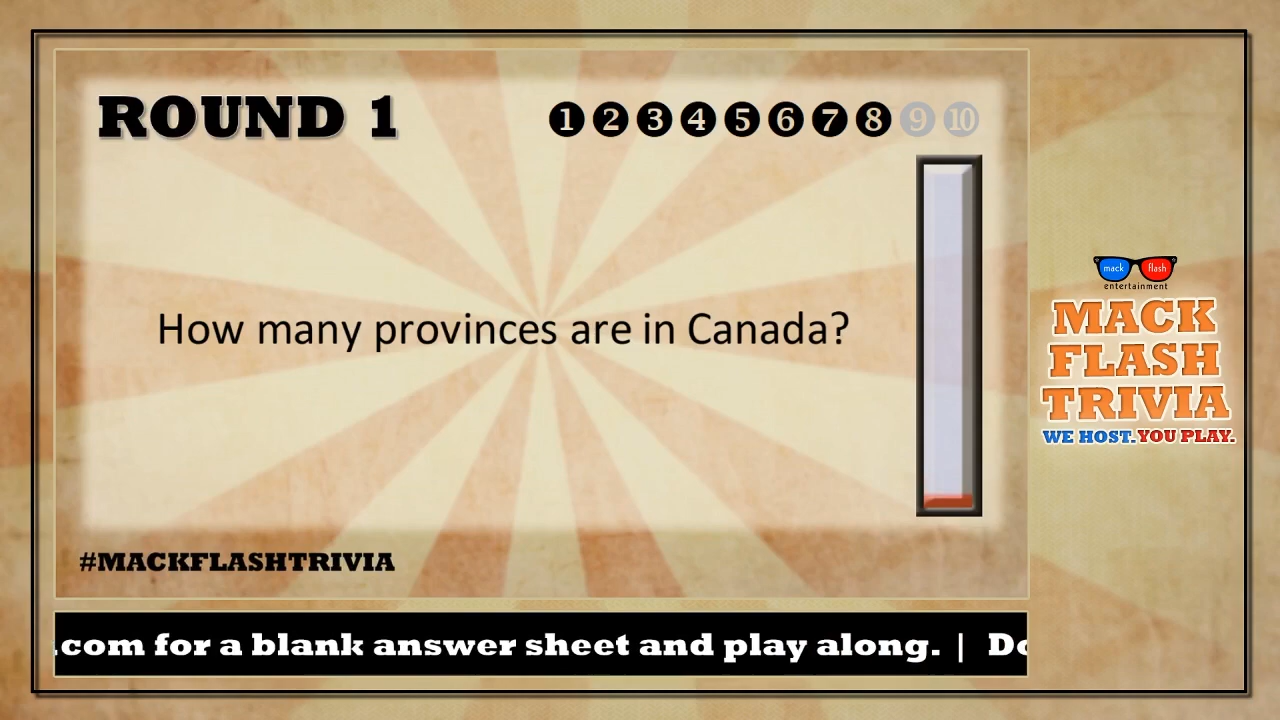 ROUND 1
1 2 3 4 5 6 7 8 9 10
How many provinces are in Canada?
#MACKFLASHTRIVIA
.com for a blank answer sheet and play along. | Do
mack flash
entertainment
MACK
FLASH
TRIVIA
WE HOST. YOU PLAY.